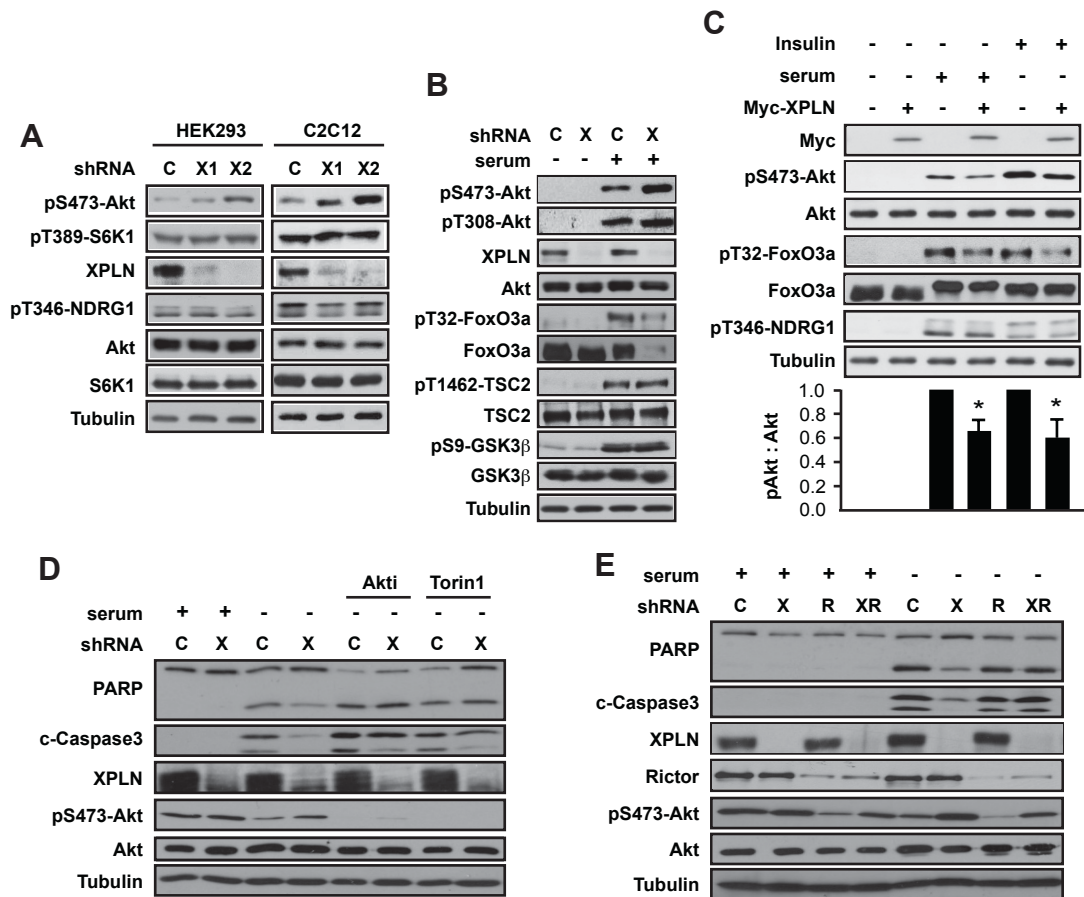 A
HEK293 C2C12
shRNA C X1 X2 C X1 X2
pS473-Akt
pT389-S6K1
XPLN
pT346-NDRG1
Akt
S6K1
Tubulin
B
shRNA C X C X
serum - - + +
pS473-Akt
pT308-Akt
XPLN
Akt
pT32-FoxO3a
FoxO3a
pT1462-TSC2
TSC2
pS9-GSK3β
GSK3β
Tubulin
C
Insulin - - - - + +
serum - - + + - -
Myc-XPLN - + - + - +
Myc
pS473-Akt
Akt
pT32-FoxO3a
FoxO3a
pT346-NDRG1
Tubulin
pAkt : Akt
1.0
0.8
0.6
0.4
0.2
0.0
* *
D
Akti Torin1
serum + + - - - - - -
shRNA C X C X C X C X
PARP
c-Caspase3
XPLN
pS473-Akt
Akt
Tubulin
E
serum + + + + - - - -
shRNA C X R XR C X R XR
PARP
c-Caspase3
XPLN
Rictor
pS473-Akt
Akt
Tubulin